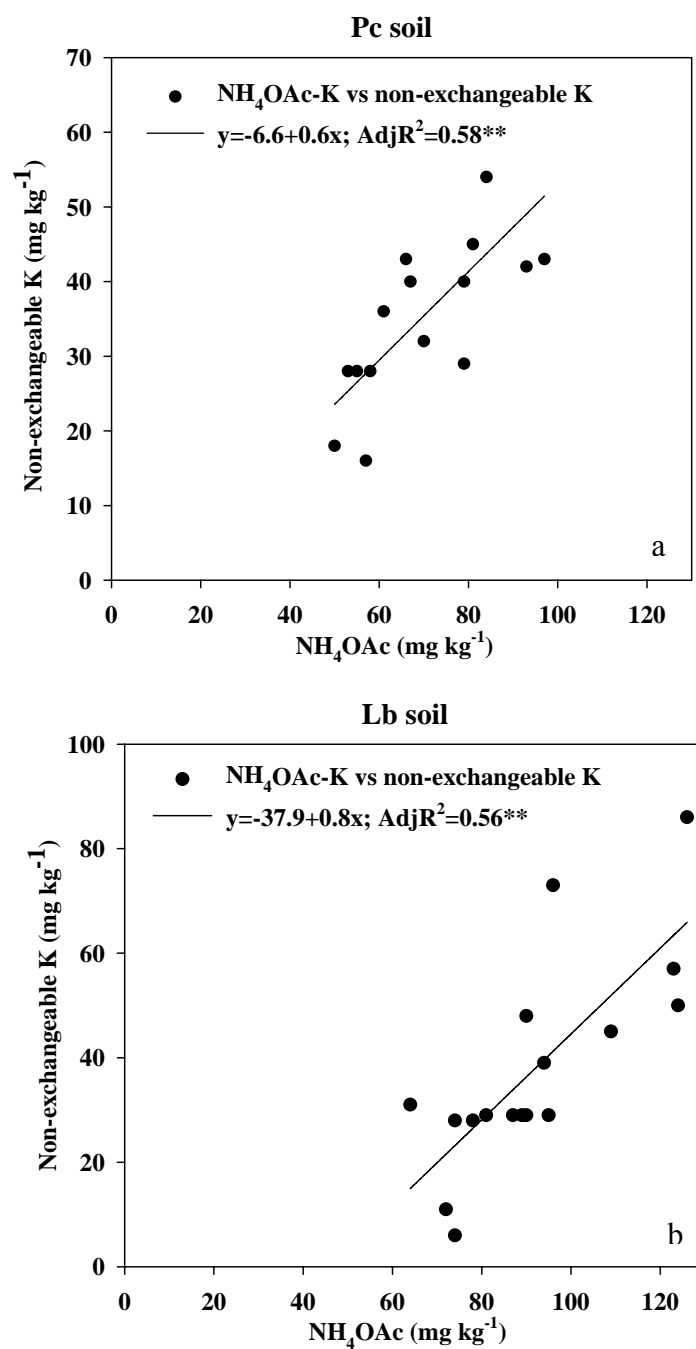 Pc soil
70
NH4OAc-K vs non-exchangeable K
y=-6.6+0.6x; AdjR²=0.58**
60
50
40
30
20
10
0
Non-exchangeable K (mg kg⁻¹)
a
0 20 40 60 80 100 120
NH4OAc (mg kg⁻¹)
Lb soil
100
NH4OAc-K vs non-exchangeable K
y=-37.9+0.8x; AdjR²=0.56**
80
60
40
20
0
Non-exchangeable K (mg kg⁻¹)
b
0 20 40 60 80 100 120
NH4OAc (mg kg⁻¹)